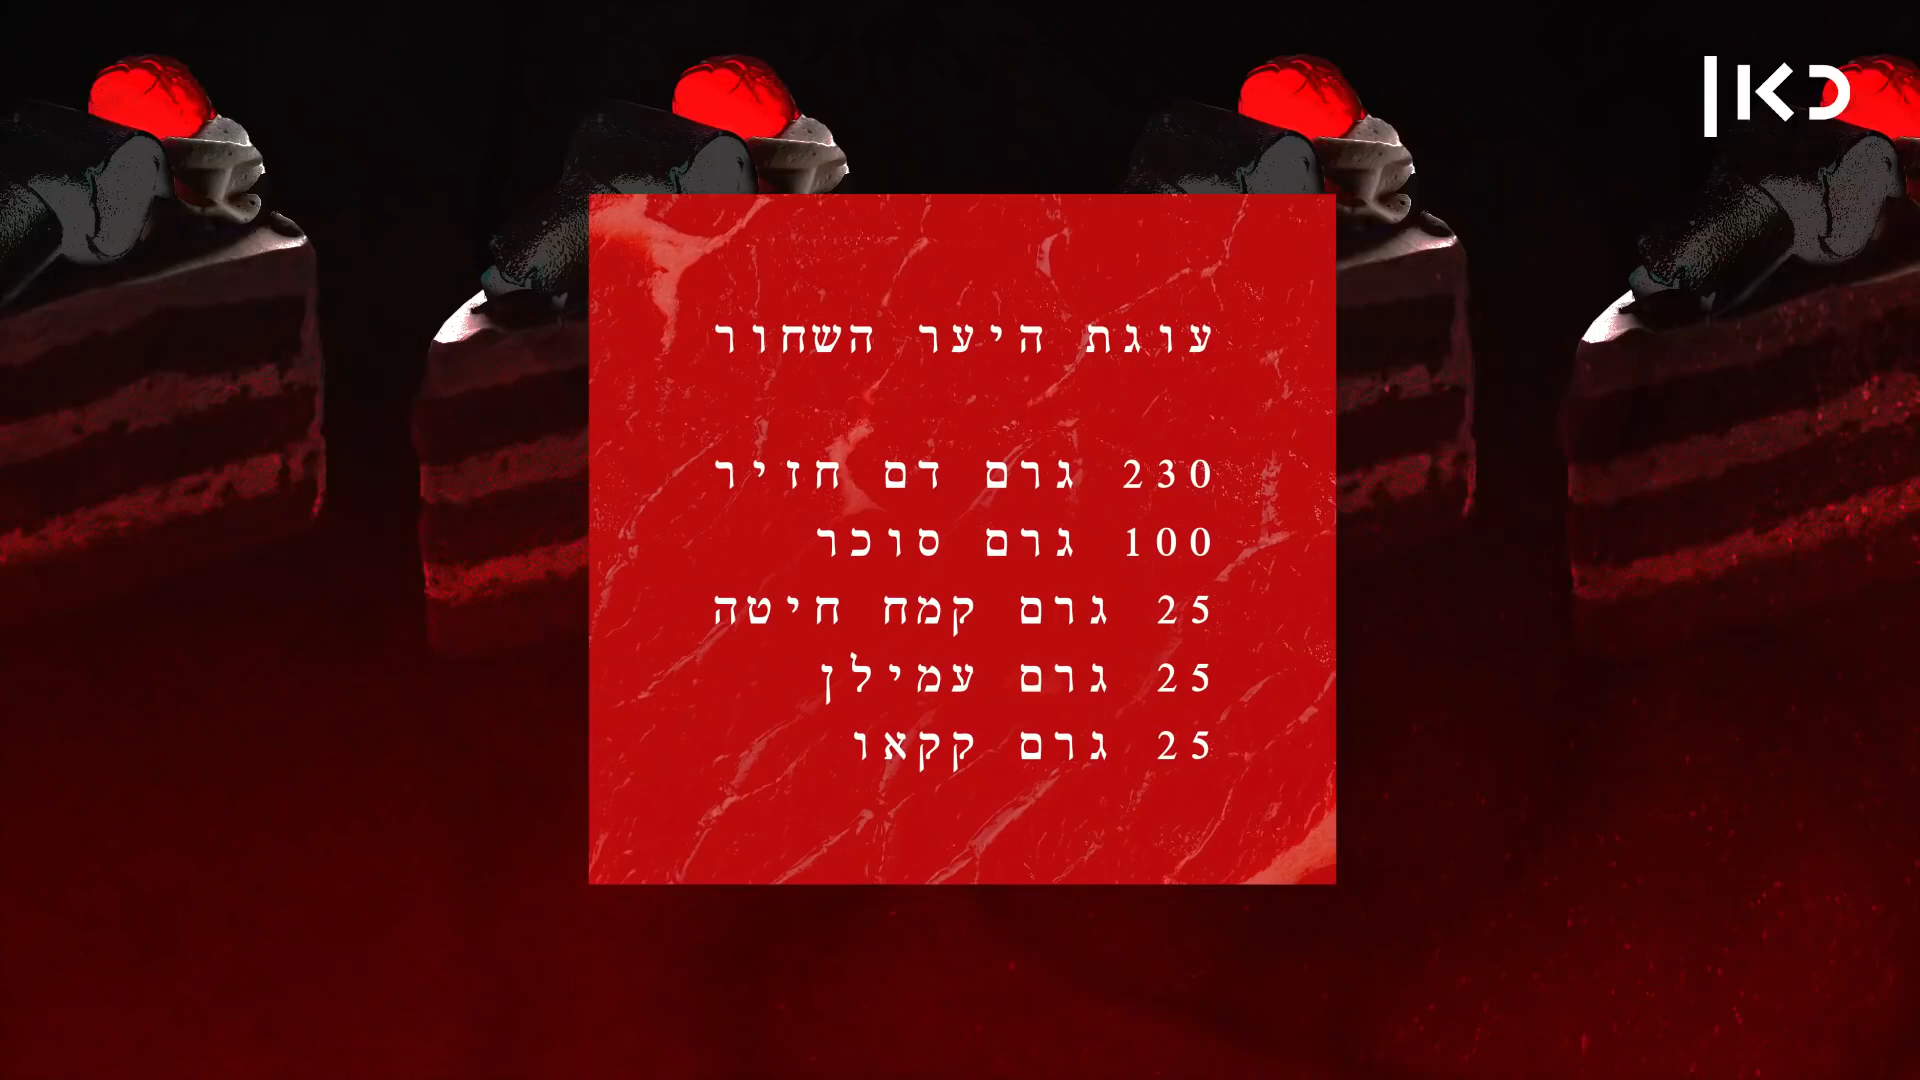 כאן
עוגת היער השחור
230 גרם דם חזיר
100 גרם סוכר
25 גרם קמח חיטה
25 גרם עמילן
25 גרם קקאו